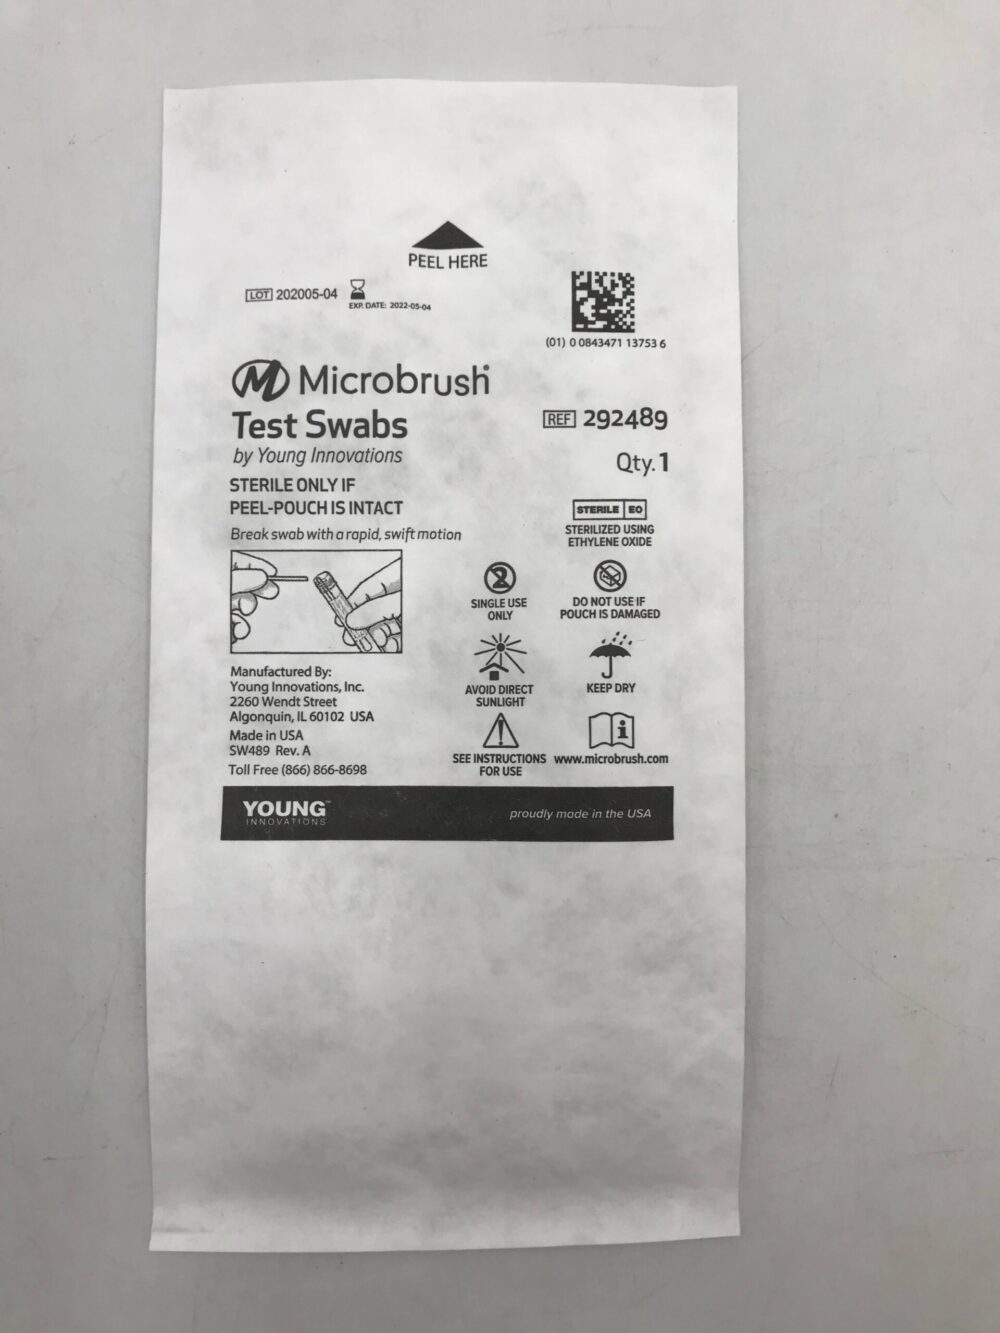 PEEL HERE
LOT 202005-04
EXP. DATE: 2022-05-04
(01) 0 0843471 13753 6
Microbrush
Test Swabs
by Young Innovations
REF 292489
Qty. 1
STERILE ONLY IF
PEEL-POUCH IS INTACT
Break swab with a rapid, swift motion
STERILE EO
STERILIZED USING
ETHYLENE OXIDE
2
SINGLE USE
ONLY
DO NOT USE IF
POUCH IS DAMAGED
AVOID DIRECT
SUNLIGHT
KEEP DRY
SEE INSTRUCTIONS
FOR USE
i
www.microbrush.com
Manufactured By:
Young Innovations, Inc.
2260 Wendt Street
Algonquin, IL 60102 USA
Made in USA
SW489 Rev. A
Toll Free (866) 866-8698
YOUNG™
INNOVATIONS
proudly made in the USA